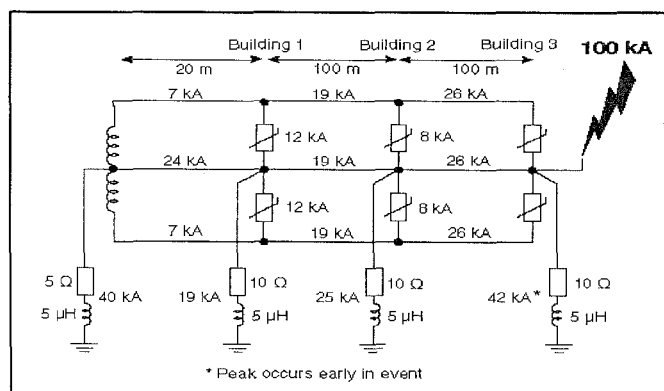 Building 1 Building 2 Building 3 100 kA
20 m 100 m 100 m
7 kA 19 kA 26 kA
12 kA 8 kA
24 kA 19 kA 26 kA
12 kA 8 kA
7 kA 19 kA 26 kA
5 Ω 40 kA 19 kA 10 Ω 25 kA 10 Ω 42 kA* 10 Ω
5 µH 5 µH 5 µH 5 µH
* Peak occurs early in event